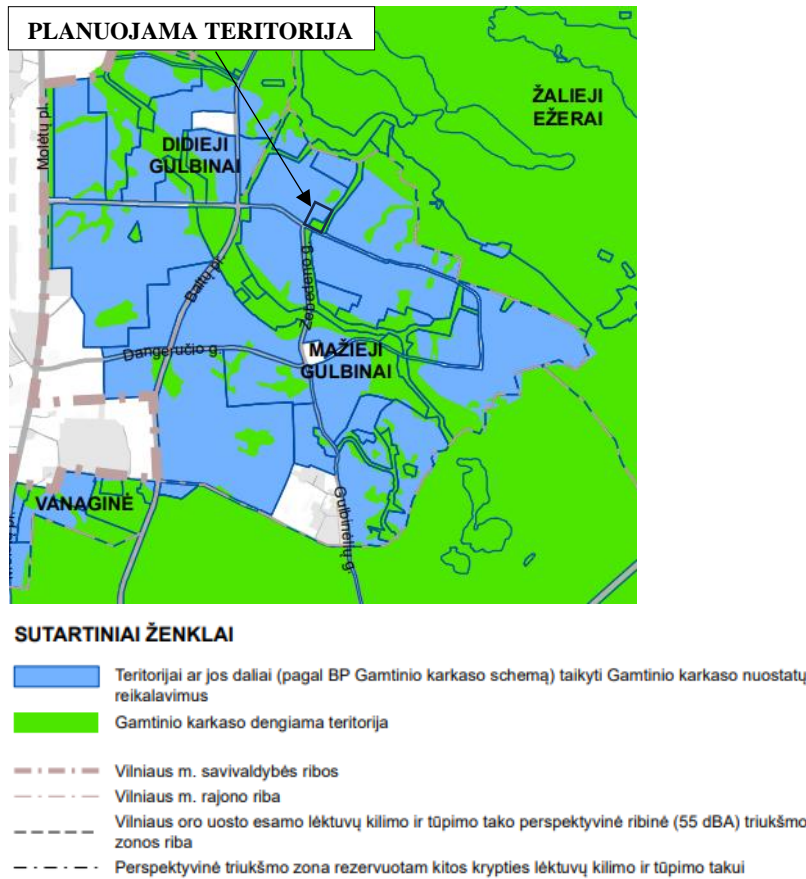 PLANUOJAMA TERITORIJA
ŽALIEJI
EŽERAI
Molėtų pl.
DIDIEJI
GULBINAI
Baltų pr.
Žepedeno g.
Dangeručio g.
MAŽIEJI
GULBINAI
VANAGINĖ
Gulbinėlių g.
pl.
SUTARTINIAI ŽENKLAI
Teritorijai ar jos daliai (pagal BP Gamtinio karkaso schemą) taikyti Gamtinio karkaso nuostatų
reikalavimus
Gamtinio karkaso dengiama teritorija
Vilniaus m. savivaldybės ribos
Vilniaus m. rajono riba
Vilniaus oro uosto esamo lėktuvų kilimo ir tūpimo tako perspektyvinė ribinė (55 dBA) triukšmo
zonos riba
Perspektyvinė triukšmo zona rezervuotam kitos krypties lėktuvų kilimo ir tūpimo takui